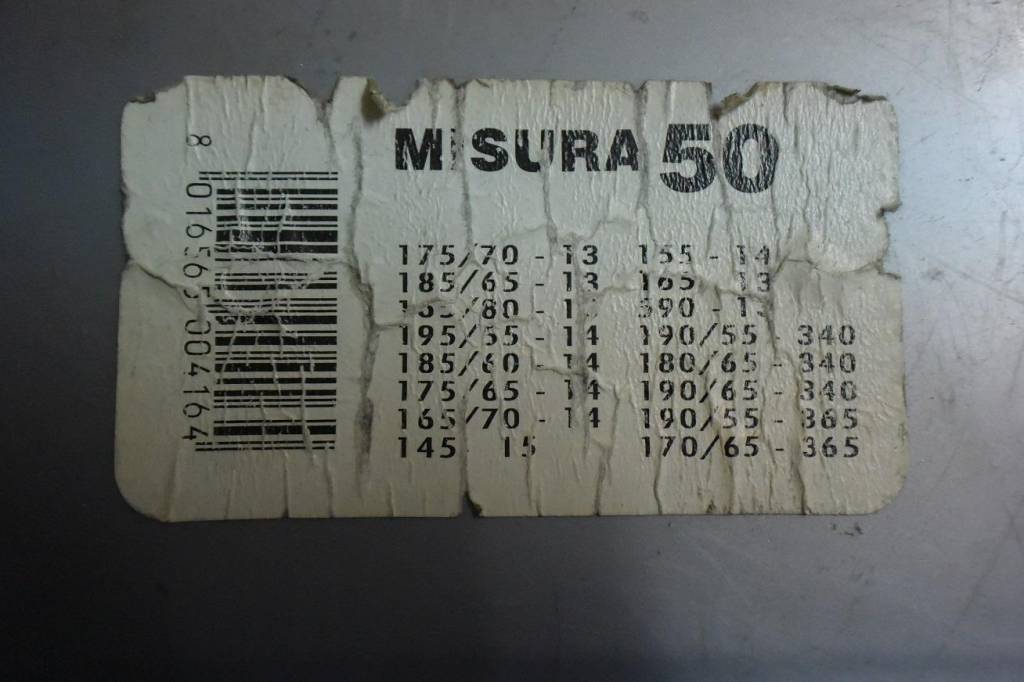 MISURA 50
175/70 - 13 155 - 14
185/65 - 13 165 - 13
195/55 - 14 190/55 - 340
185/60 - 14 180/65 - 340
175/65 - 14 190/65 - 340
165/70 - 14 190/55 - 365
145 15 170/65 - 365
8 016565 004164